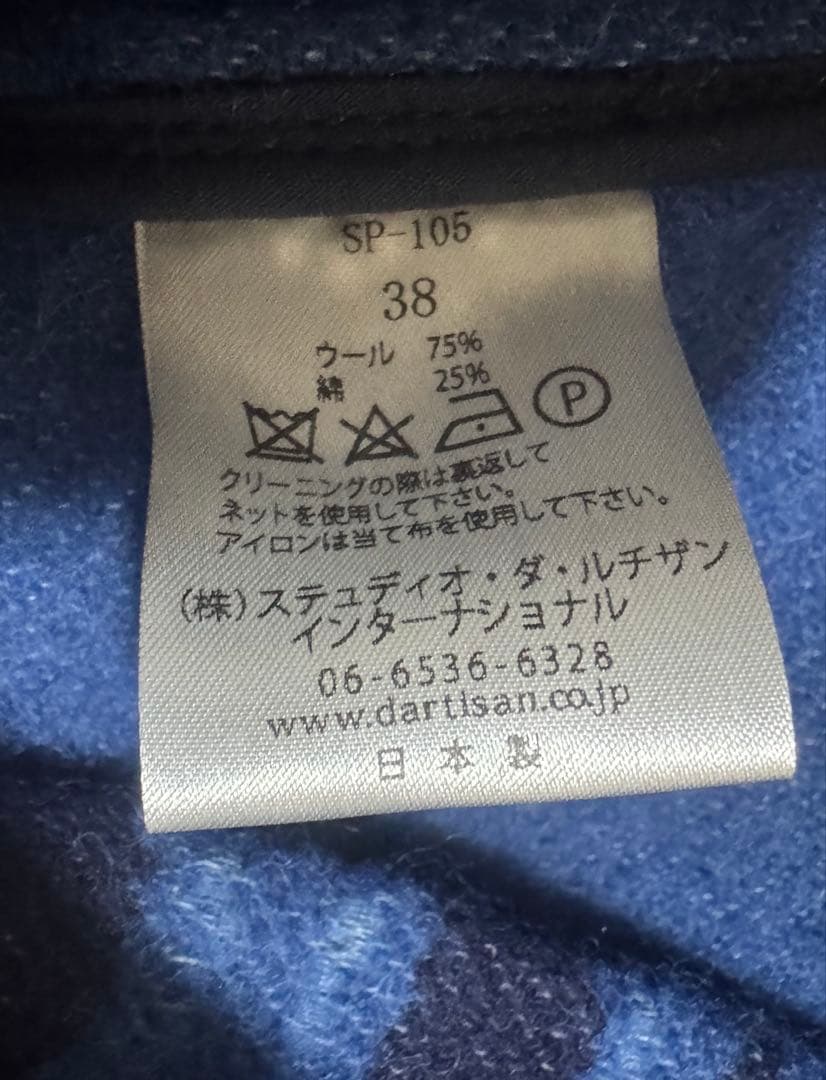 SP-105
38
ウール 75%
綿 25%
P
クリーニングの際は裏返して
ネットを使用して下さい。
アイロンは当て布を使用して下さい。
(株)ステュディオ・ダ・ルチザン
インターナショナル
06-6536-6328
www.dartisan.co.jp
日本製